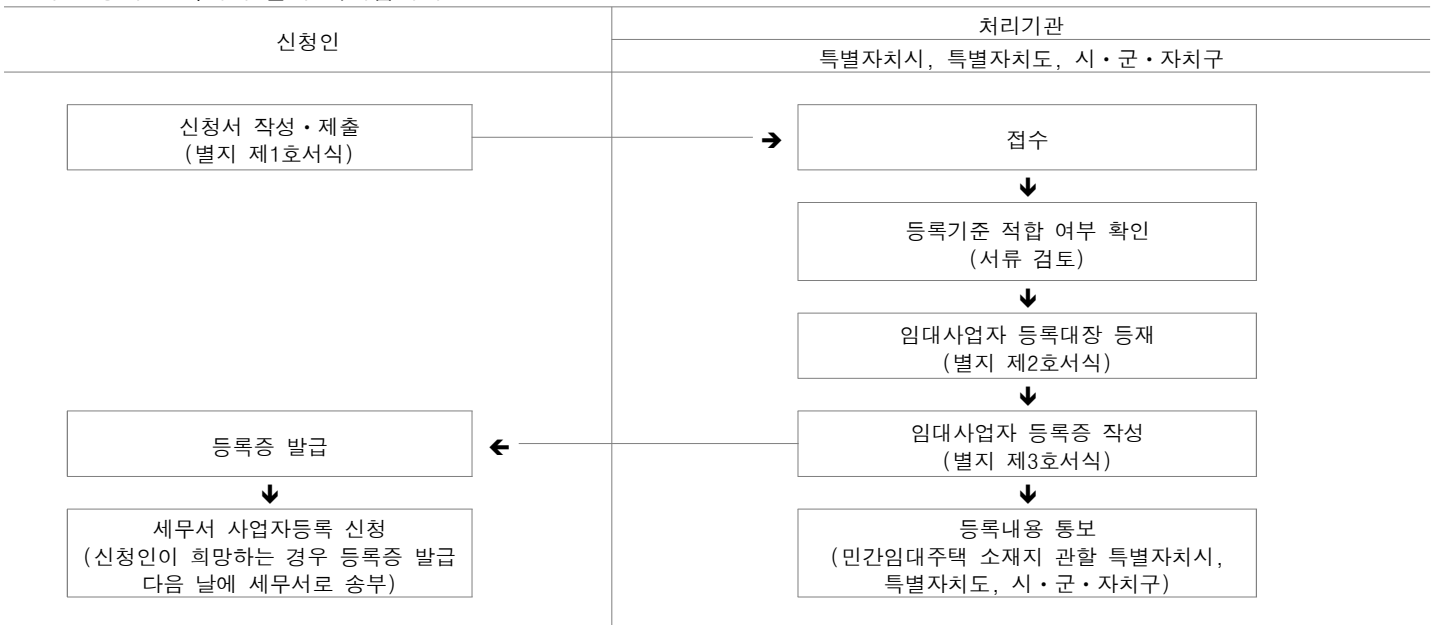 신청인
처리기관
특별자치시, 특별자치도, 시・군・자치구
신청서 작성・제출
(별지 제1호서식)
접수
등록기준 적합 여부 확인
(서류 검토)
임대사업자 등록대장 등재
(별지 제2호서식)
등록증 발급
임대사업자 등록증 작성
(별지 제3호서식)
세무서 사업자등록 신청
(신청인이 희망하는 경우 등록증 발급
다음 날에 세무서로 송부)
등록내용 통보
(민간임대주택 소재지 관할 특별자치시,
특별자치도, 시・군・자치구)